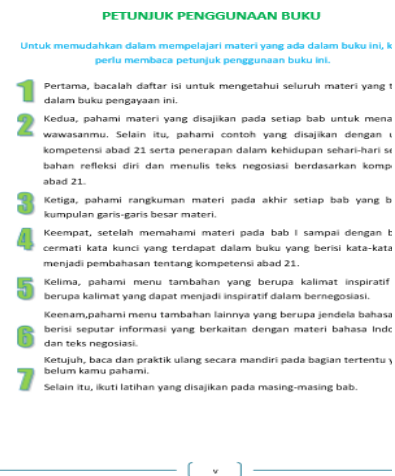 PETUNJUK PENGGUNAAN BUKU
Untuk memudahkan dalam mempelajari materi yang ada dalam buku ini, k
perlu membaca petunjuk penggunaan buku ini.
1 Pertama, bacalah daftar isi untuk mengetahui seluruh materi yang t
dalam buku pengayaan ini.
2 Kedua, pahami materi yang disajikan pada setiap bab untuk mena
wawasanmu. Selain itu, pahami contoh yang disajikan dengan u
kompetensi abad 21 serta penerapan dalam kehidupan sehari-hari se
bahan refleksi diri dan menulis teks negosiasi berdasarkan kompe
abad 21.
3 Ketiga, pahami rangkuman materi pada akhir setiap bab yang b
kumpulan garis-garis besar materi.
4 Keempat, setelah memahami materi pada bab I sampai dengan b
cermati kata kunci yang terdapat dalam buku yang berisi kata-kata
menjadi pembahasan tentang kompetensi abad 21.
5 Kelima, pahami menu tambahan yang berupa kalimat inspiratif
berupa kalimat yang dapat menjadi inspiratif dalam bernegosiasi.
Keenam,pahami menu tambahan lainnya yang berupa jendela bahasa
6 berisi seputar informasi yang berkaitan dengan materi bahasa Indo
dan teks negosiasi.
Ketujuh, baca dan praktik ulang secara mandiri pada bagian tertentu y
7 belum kamu pahami.
Selain itu, ikuti latihan yang disajikan pada masing-masing bab.
v